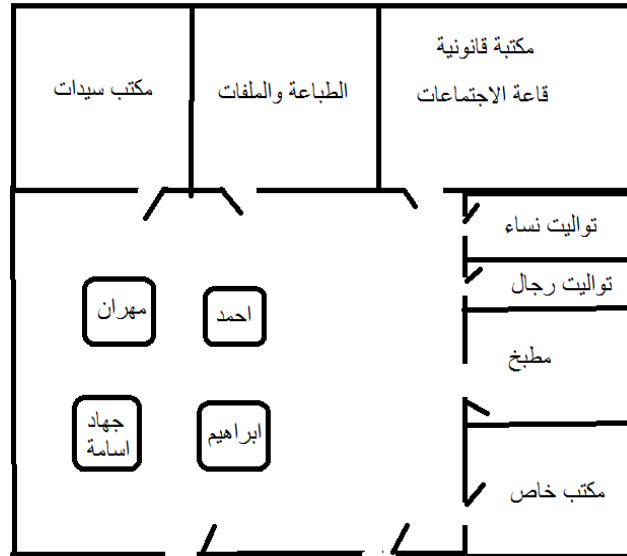 مكتبة قانونية
قاعة الاجتماعات
الطباعة والملفات
مكتب سيدات
تواليت نساء
تواليت رجال
مطبخ
مكتب خاص
احمد
مهران
ابراهيم
جهاد
اسامة